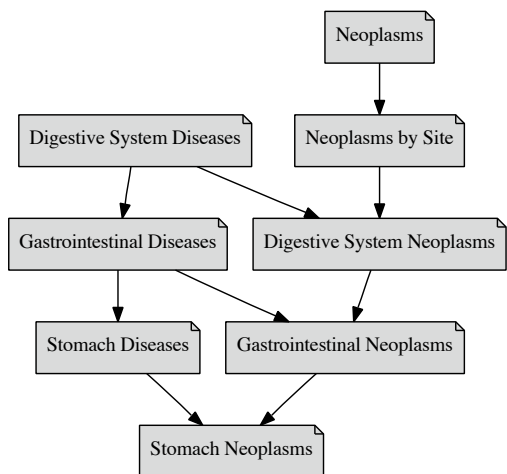 Neoplasms
Digestive System Diseases
Neoplasms by Site
Gastrointestinal Diseases
Digestive System Neoplasms
Stomach Diseases
Gastrointestinal Neoplasms
Stomach Neoplasms